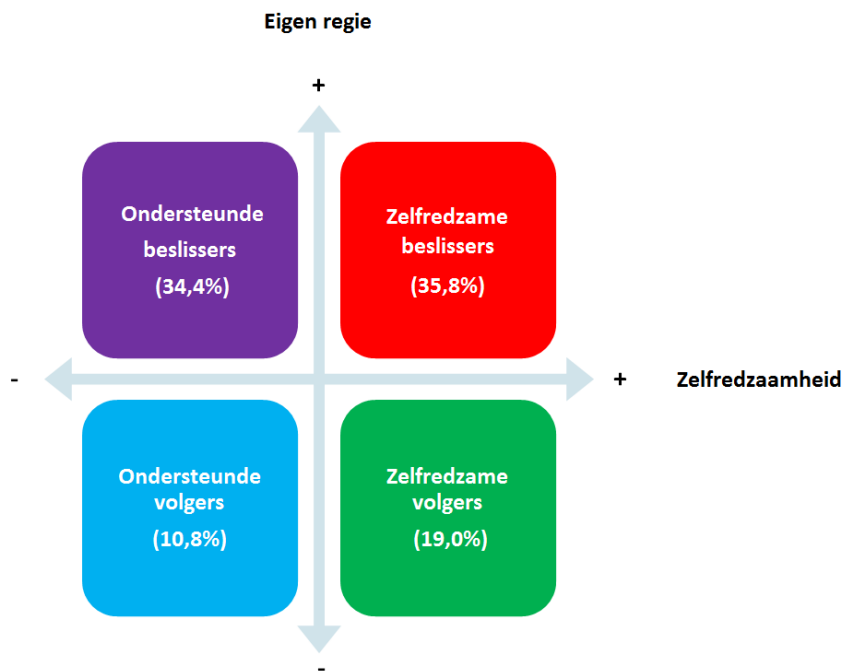 Eigen regie
+
Ondersteunde
beslissers
(34,4%)
Zelfredzame
beslissers
(35,8%)
-
+
Zelfredzaamheid
Ondersteunde
volgers
(10,8%)
Zelfredzame
volgers
(19,0%)
-